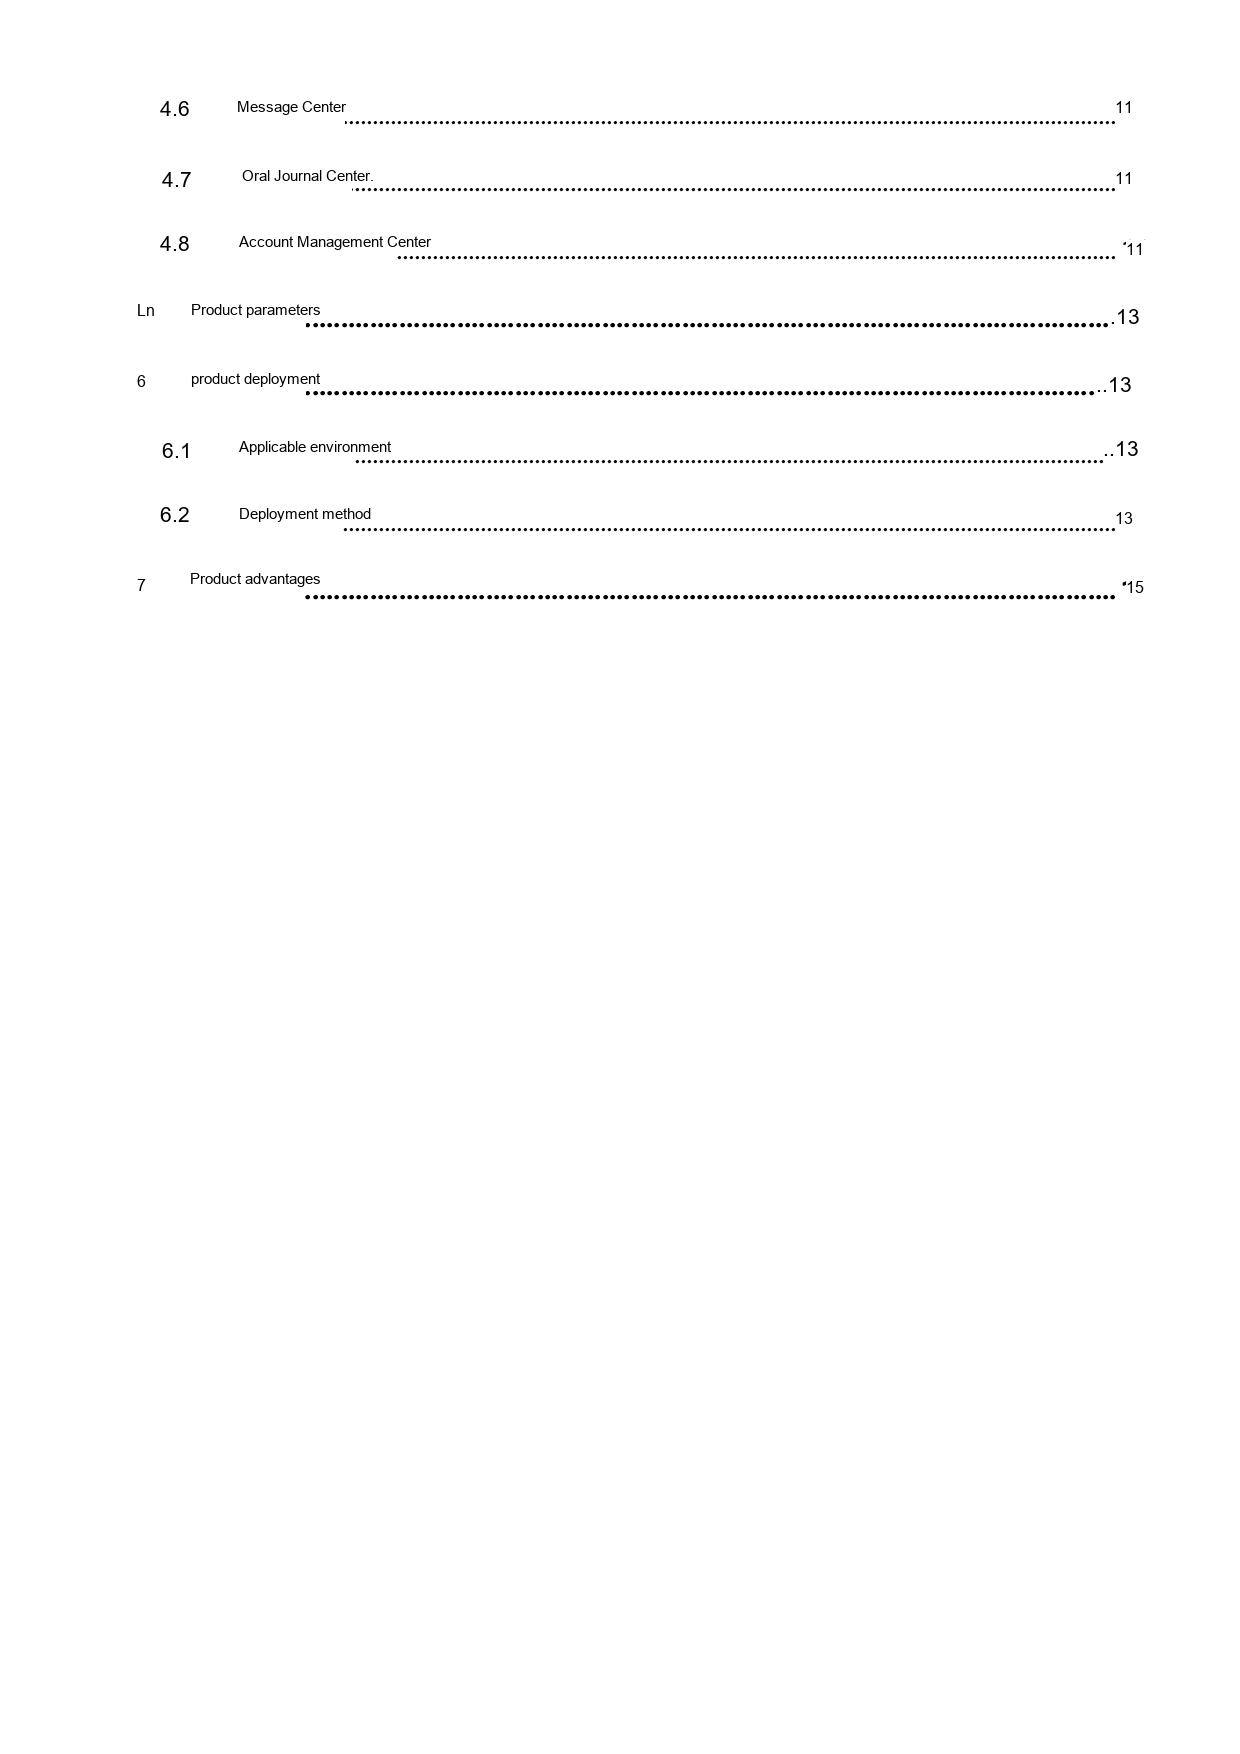 4.6 Message Center ........ 11
4.7 Oral Journal Center. ........ 11
4.8 Account Management Center ........ 11
Ln Product parameters ........ .13
6 product deployment ........ ..13
6.1 Applicable environment ........ ..13
6.2 Deployment method ........ 13
7 Product advantages ........ 15